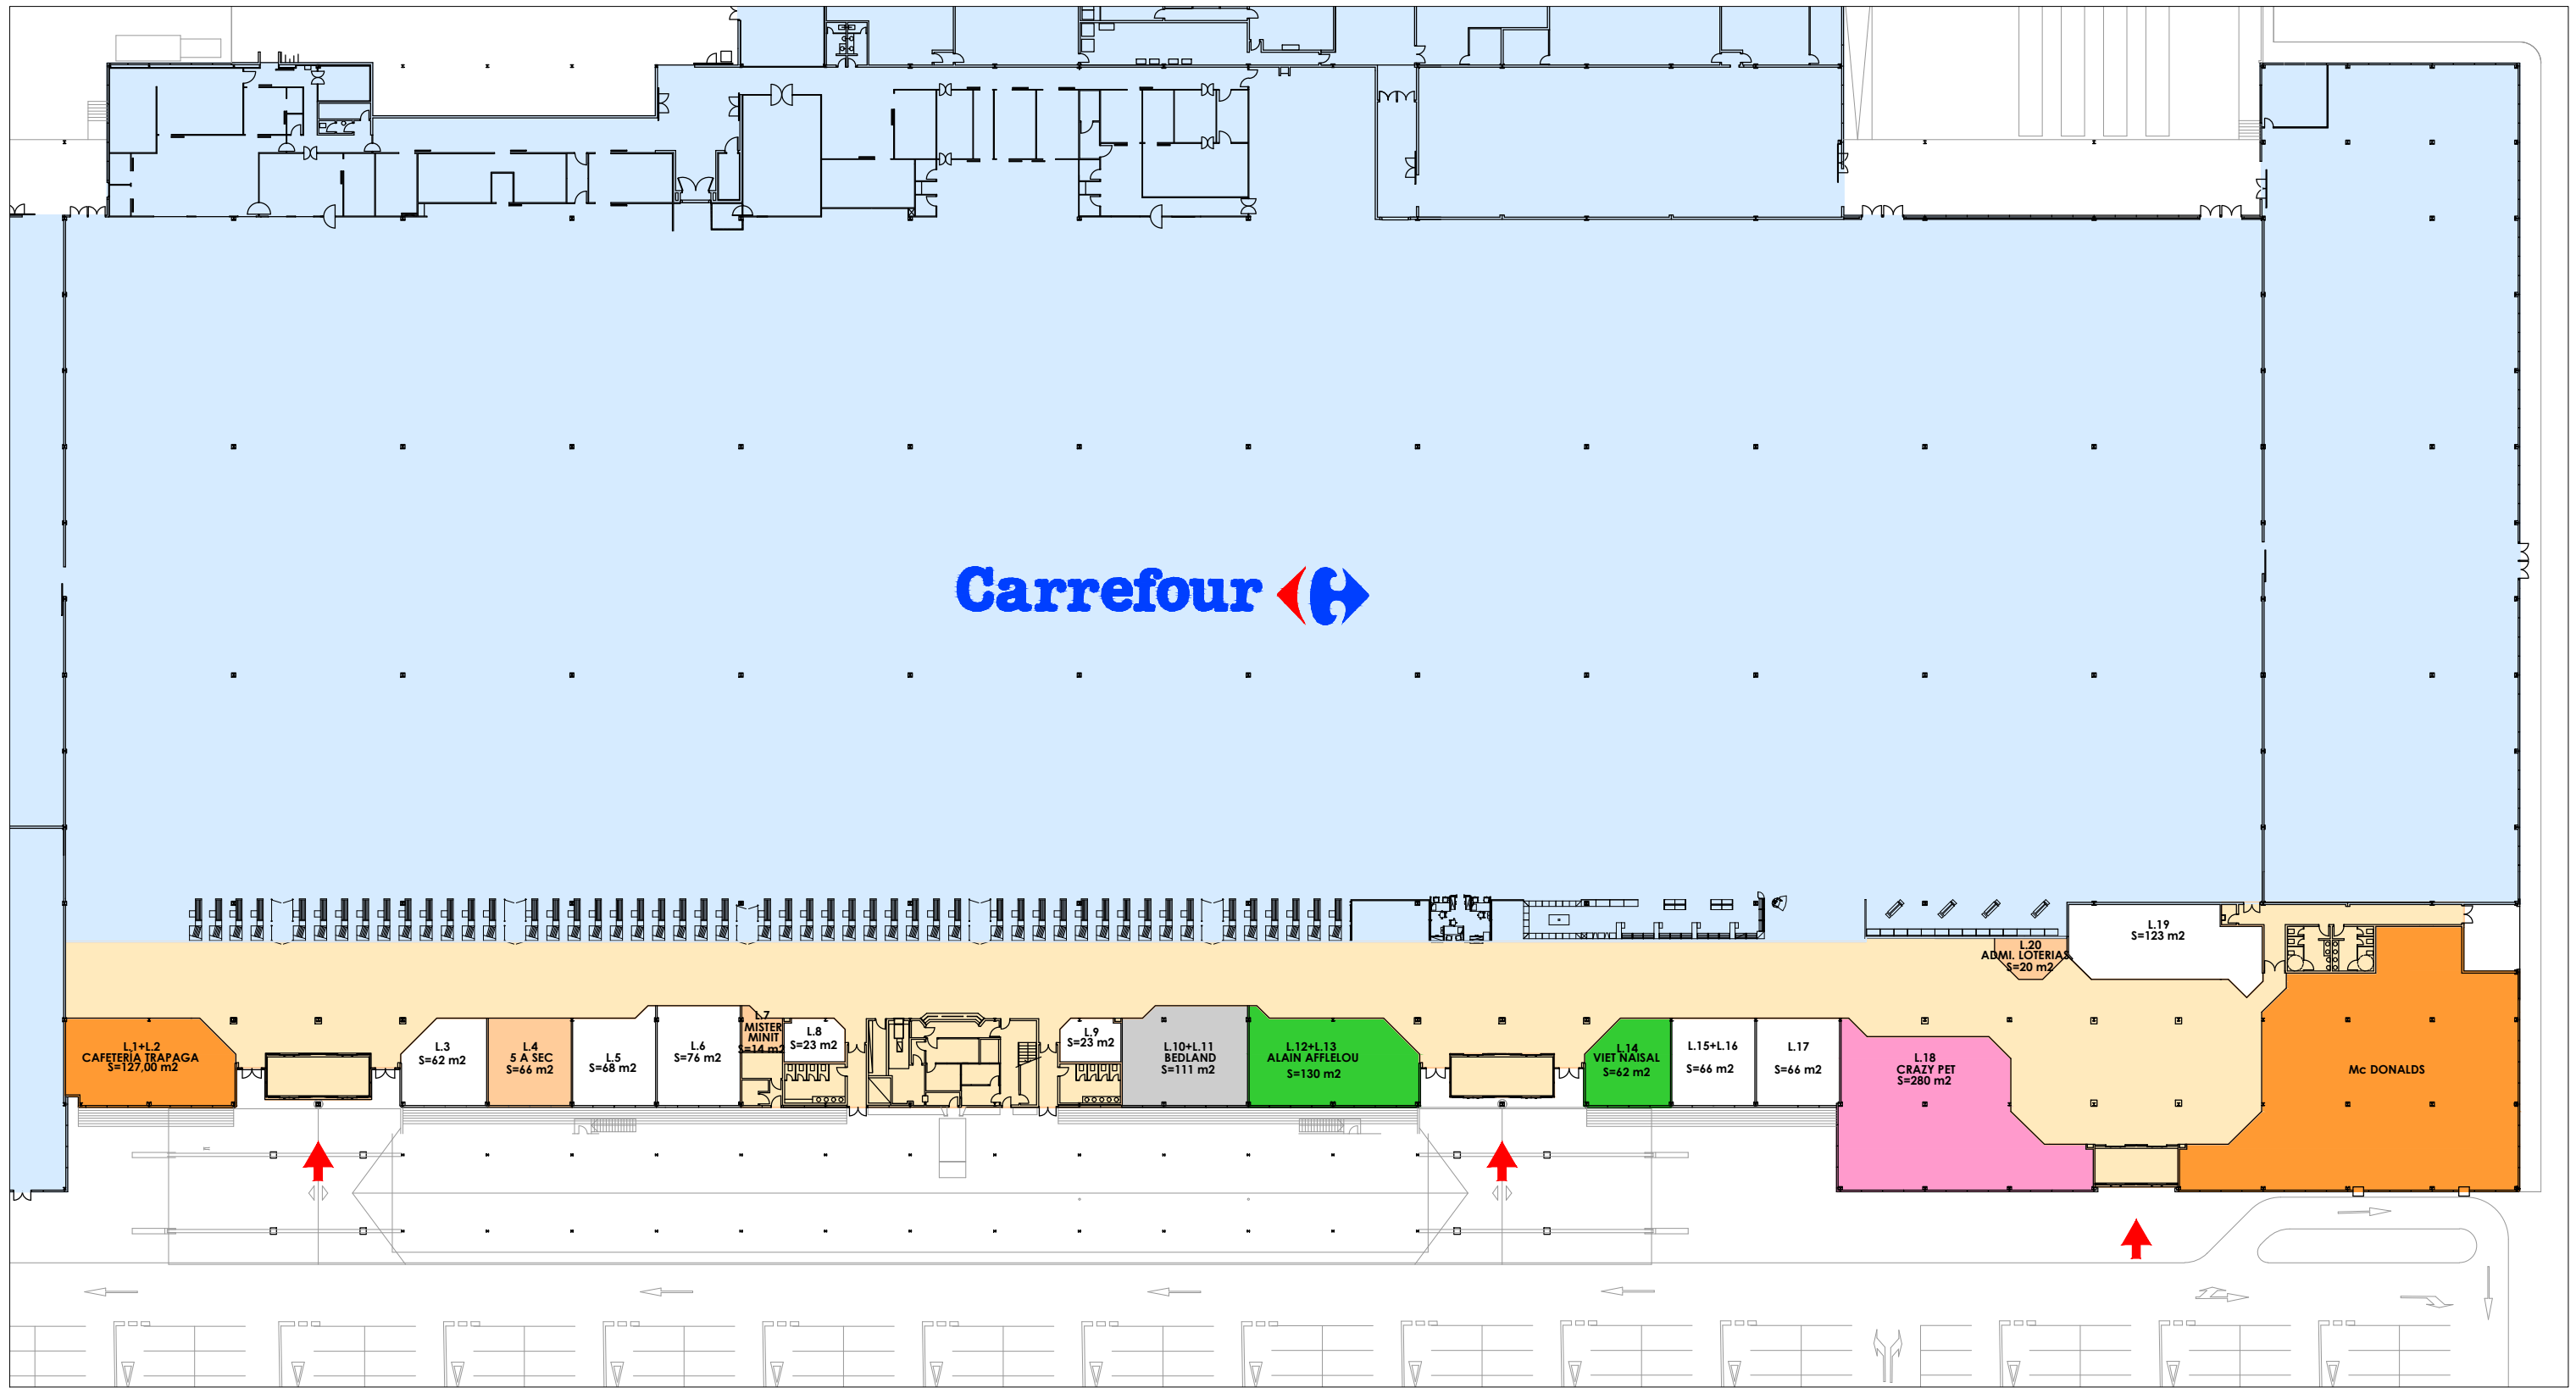 Carrefour
L.1+L.2
CAFETERÍA TRAPAGA
S=127,00 m2
L.3
S=62 m2
L.4
5 A SEC
S=66 m2
L.5
S=68 m2
L.6
S=76 m2
L.7
MISTER
MINIT
S=14 m2
L.8
S=23 m2
L.9
S=23 m2
L.10+L.11
BEDLAND
S=111 m2
L.12+L.13
ALAIN AFFLELOU
S=130 m2
L.14
VIET NAISAL
S=62 m2
L.15+L.16
S=66 m2
L.17
S=66 m2
L.18
CRAZY PET
S=280 m2
L.20
ADMI. LOTERIAS
S=20 m2
L.19
S=123 m2
Mc DONALDS